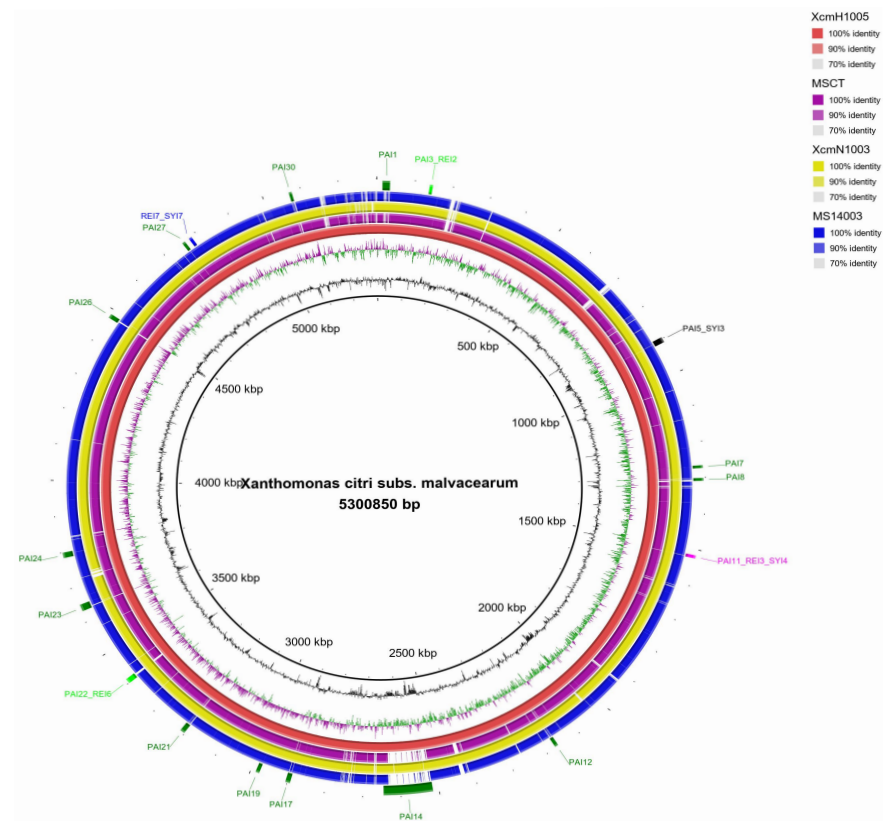 XcmH1005
100% identity
90% identity
70% identity
MSCT
100% identity
90% identity
70% identity
XcmN1003
100% identity
90% identity
70% identity
MS14003
100% identity
90% identity
70% identity
PAI1
PAI3_REI2
PAI30
REI7_SYI7
PAI27
PAI26
PAI5_SYI3
PAI7
PAI8
PAI11_REI3_SYI4
PAI24
PAI23
PAI22_REI6
PAI21
PAI19
PAI17
PAI14
PAI12
5000 kbp
500 kbp
4500 kbp
1000 kbp
4000 kbp
Xanthomonas citri subs. malvacearum
5300850 bp
1500 kbp
3500 kbp
2000 kbp
3000 kbp
2500 kbp